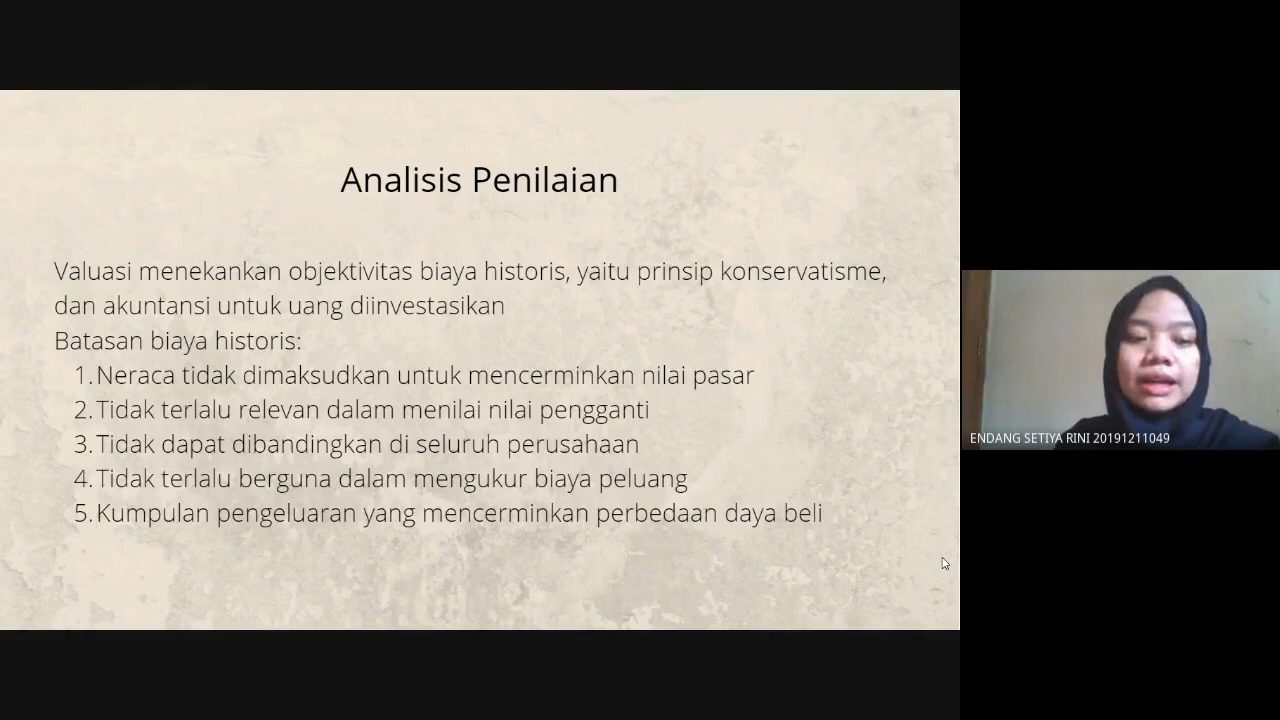 Analisis Penilaian
Valuasi menekankan objektivitas biaya historis, yaitu prinsip konservatisme,
dan akuntansi untuk uang diinvestasikan
Batasan biaya historis:
1.Neraca tidak dimaksudkan untuk mencerminkan nilai pasar
2.Tidak terlalu relevan dalam menilai nilai pengganti
3.Tidak dapat dibandingkan di seluruh perusahaan
4.Tidak terlalu berguna dalam mengukur biaya peluang
5.Kumpulan pengeluaran yang mencerminkan perbedaan daya beli
ENDANG SETIYA RINI 20191211049